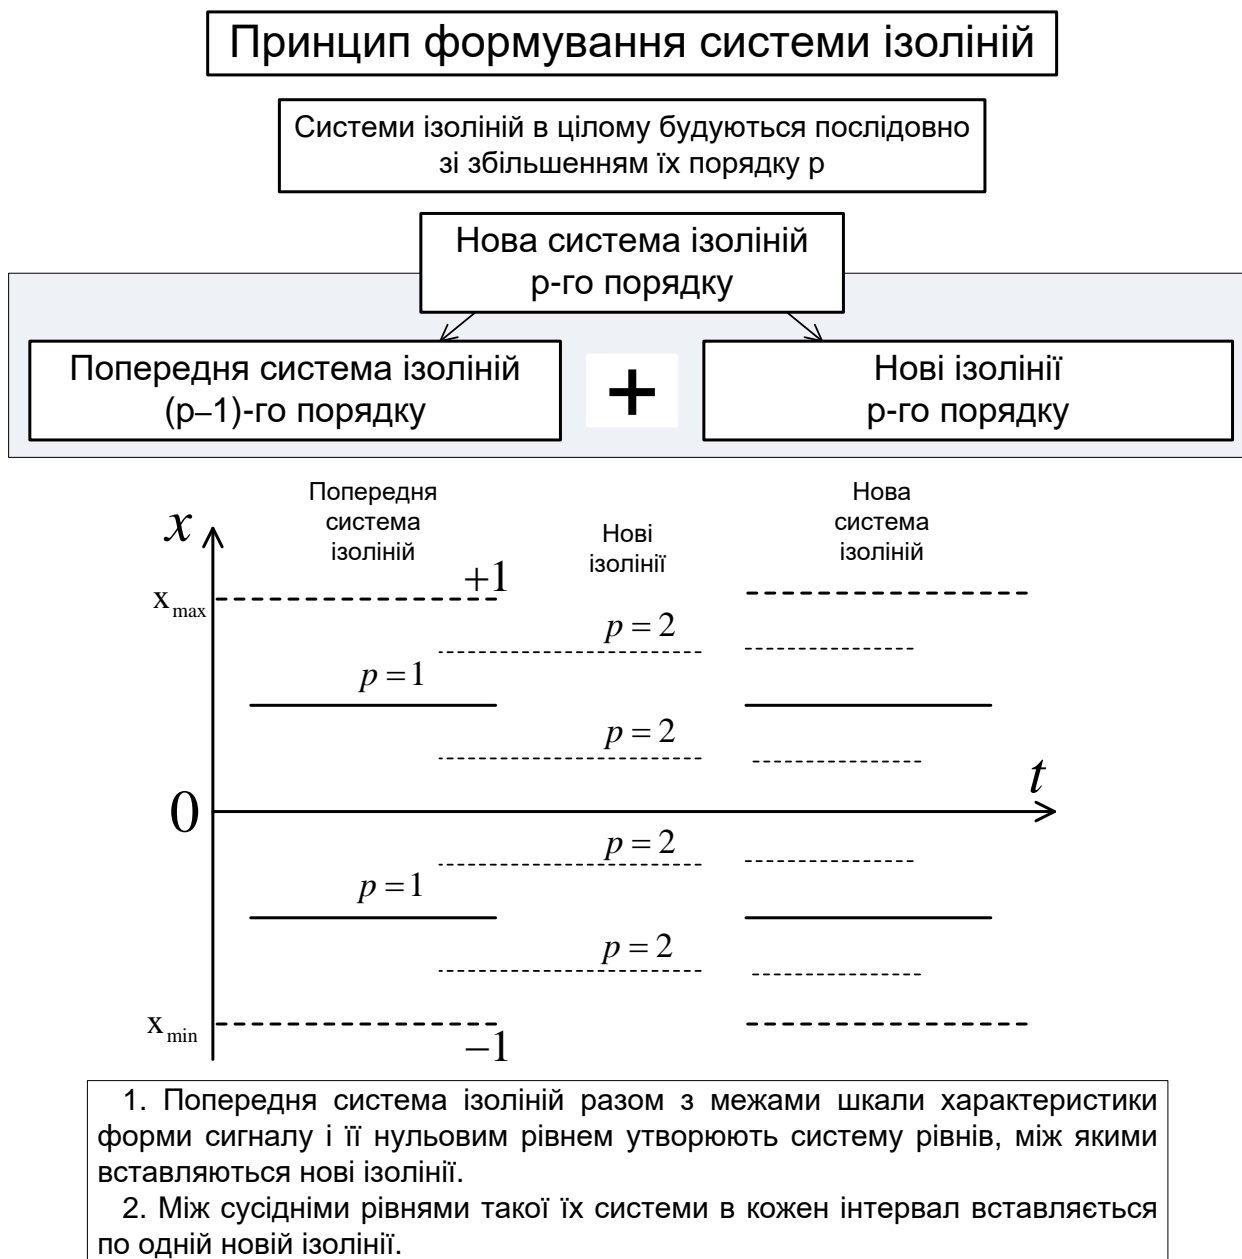 Принцип формування системи ізоліній
Системи ізоліній в цілому будуються послідовно
зі збільшенням їх порядку р
Нова система ізоліній
р-го порядку
Попередня система ізоліній
(р–1)-го порядку
+
Нові ізолінії
р-го порядку
Попередня
система
ізоліній
Нові
ізолінії
Нова
система
ізоліній
x
x max
+1
p = 2
p = 1
p = 2
0
t
p = 2
p = 1
p = 2
x min
−1
1. Попередня система ізоліній разом з межами шкали характеристики
форми сигналу і її нульовим рівнем утворюють систему рівнів, між якими
вставляються нові ізолінії.
2. Між сусідніми рівнями такої їх системи в кожен інтервал вставляється
по одній новій ізолінії.